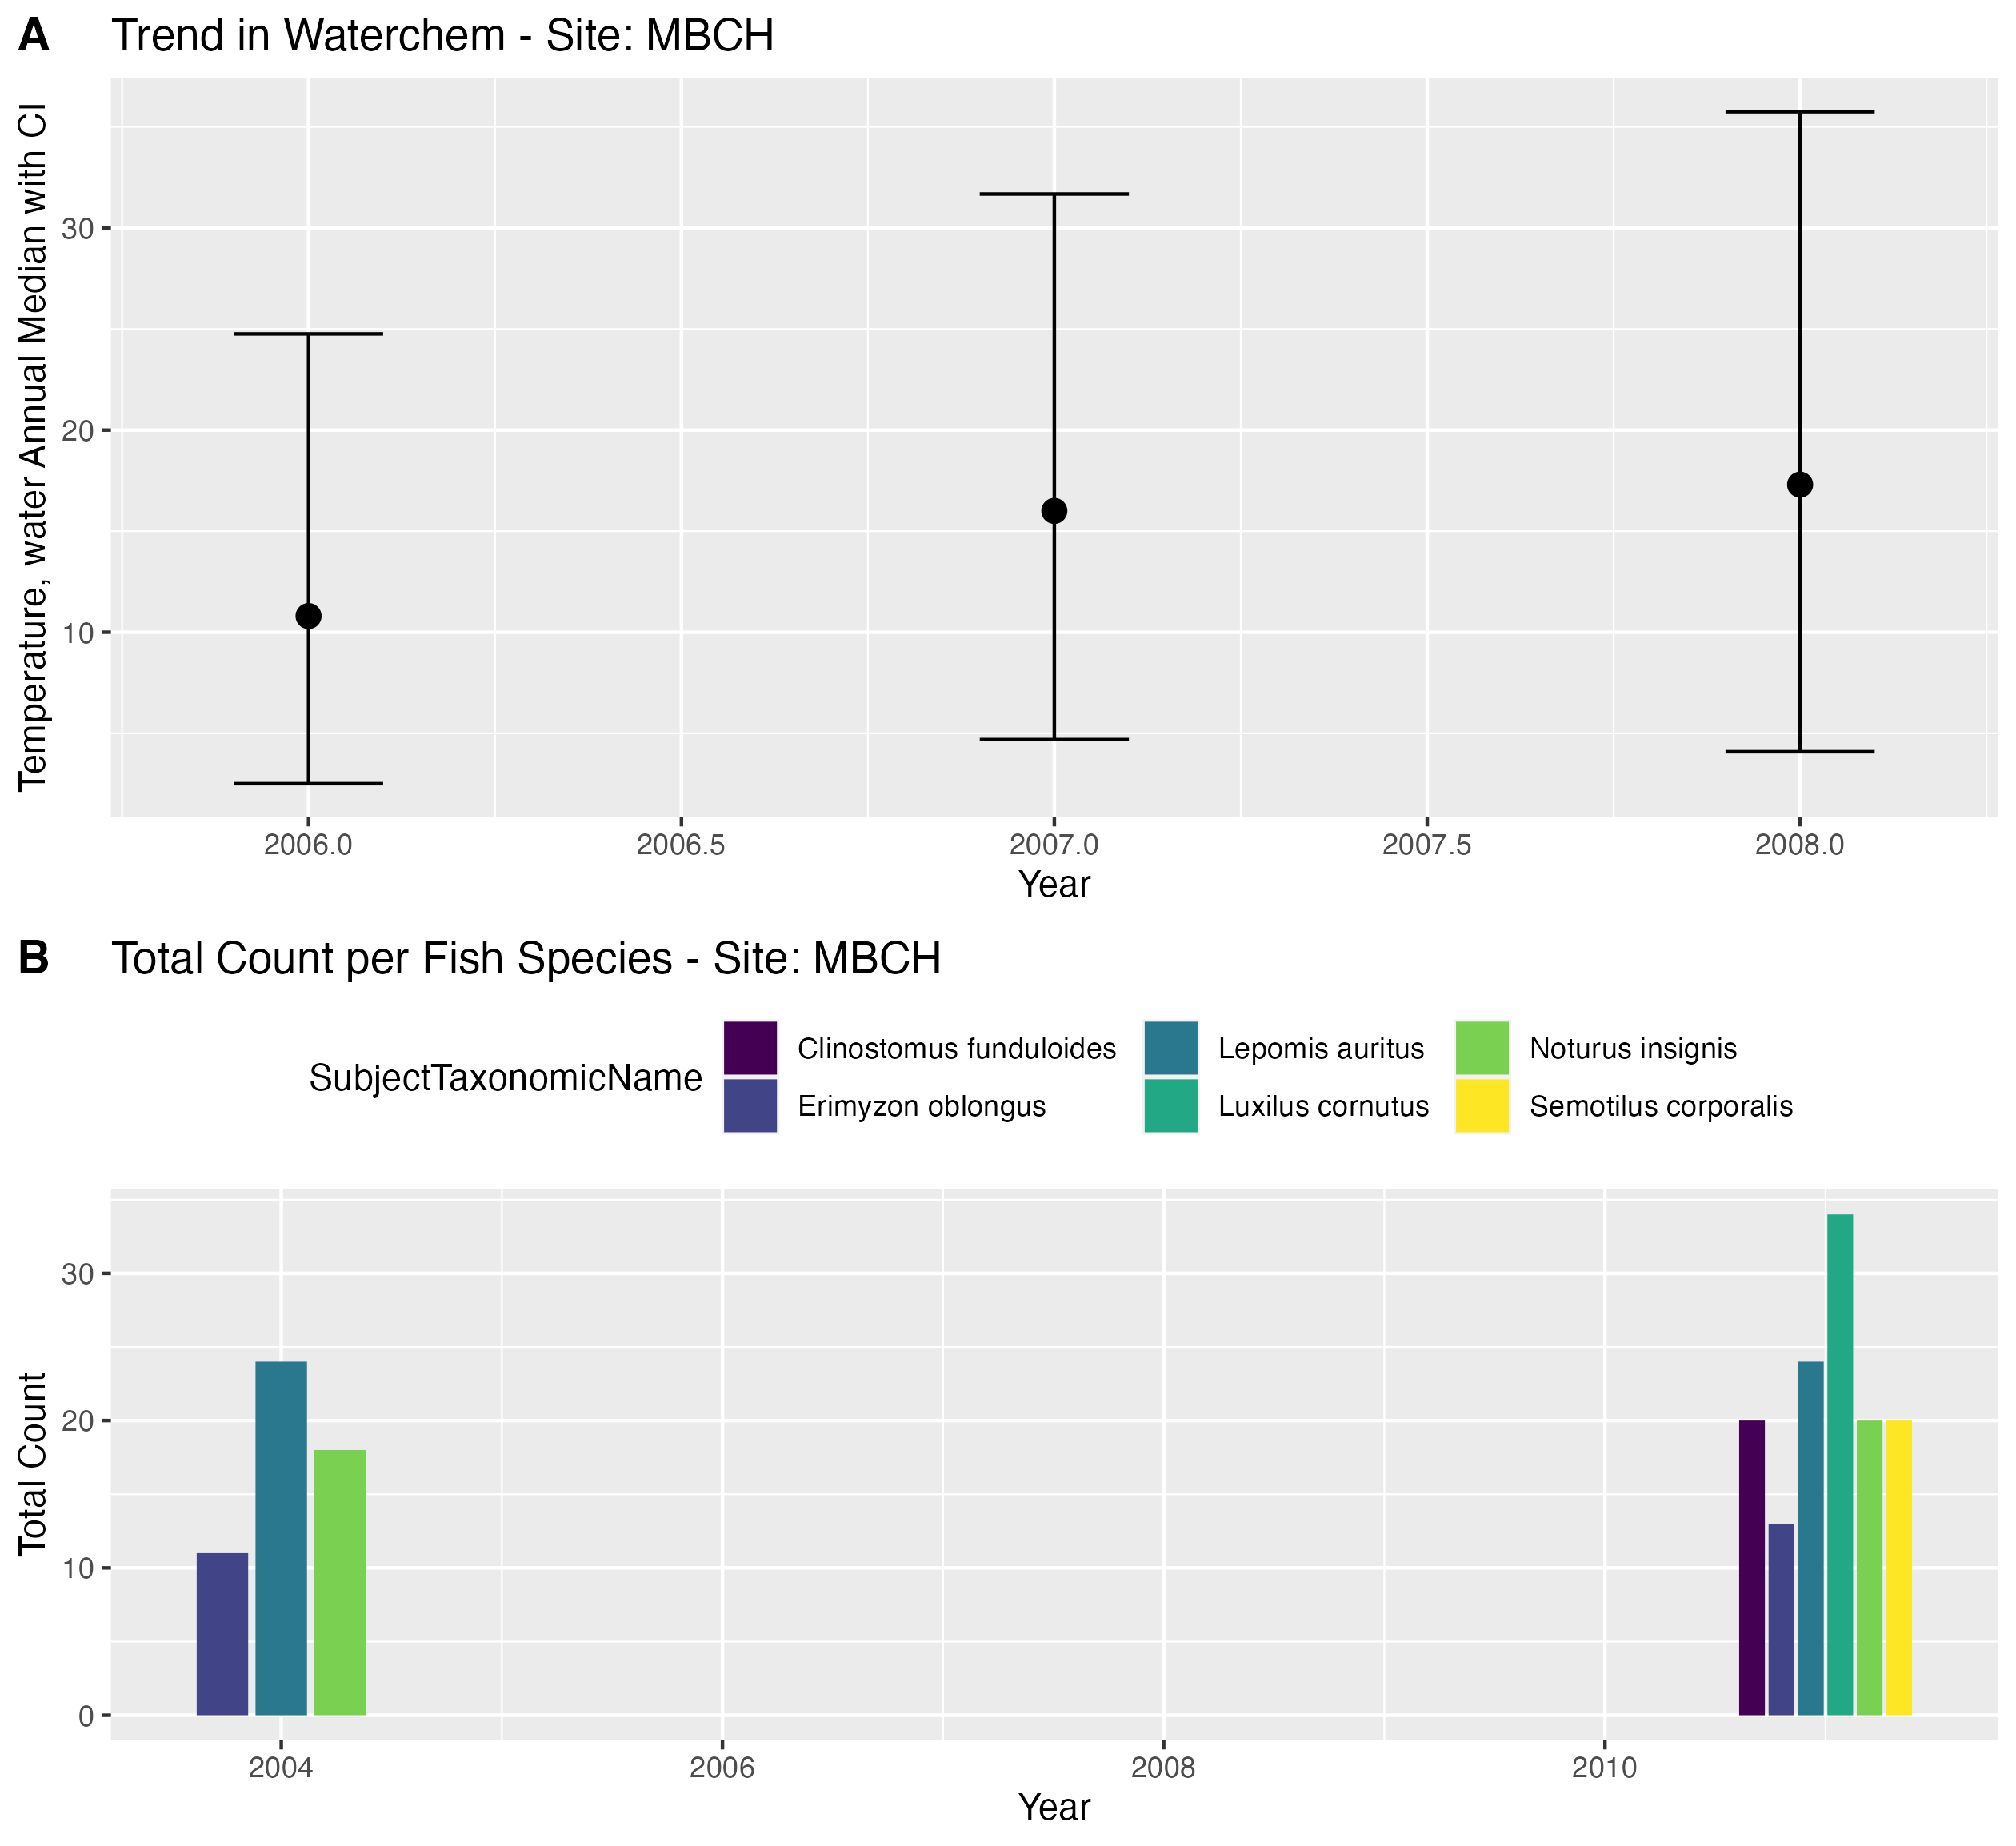 A Trend in Waterchem - Site: MBCH
Temperature, water Annual Median with CI
30
20
10
2006.0 2006.5 2007.0 2007.5 2008.0
Year
B Total Count per Fish Species - Site: MBCH
SubjectTaxonomicName
Clinostomus funduloides Lepomis auritus Noturus insignis
Erimyzon oblongus Luxilus cornutus Semotilus corporalis
Total Count
30
20
10
0
2004 2006 2008 2010
Year